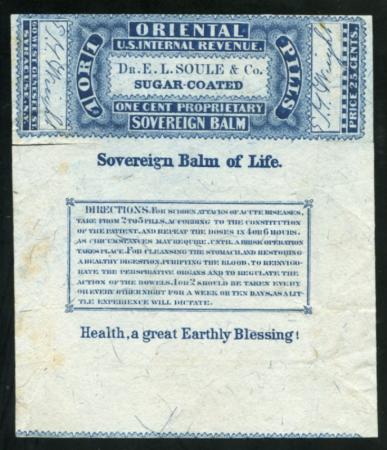 ORIENTAL
U.S. INTERNAL REVENUE.
1 OR 1
PILLS
DR. E. L. SOULE & Co.
SUGAR-COATED
ONE CENT PROPRIETARY
SOVEREIGN BALM
PRICE 25 CENTS.
Sovereign Balm of Life.
DIRECTIONS. FOR SUDDEN ATTACKS OF ACUTE DISEASES,
TAKE FROM 2 TO 5 PILLS, ACCORDING TO THE CONSTITUTION
OF THE PATIENT, AND REPEAT THE DOSES IN 4 OR 6 HOURS,
AS CIRCUMSTANCES MAY REQUIRE, UNTIL A BRISK OPERATION
TAKES PLACE. FOR CLEANSING THE STOMACH, AND RESTORING
A HEALTHY DIGESTION, PURIFYING THE BLOOD, TO REINVIGO-
RATE THE PERSPIRATIVE ORGANS AND TO REGULATE THE
ACTION OF THE BOWELS, 1 OR 2 SHOULD BE TAKEN EVERY
OR EVERY OTHER NIGHT FOR A WEEK OR TEN DAYS, AS A LIT-
TLE EXPERIENCE WILL DICTATE.
Health, a great Earthly Blessing!